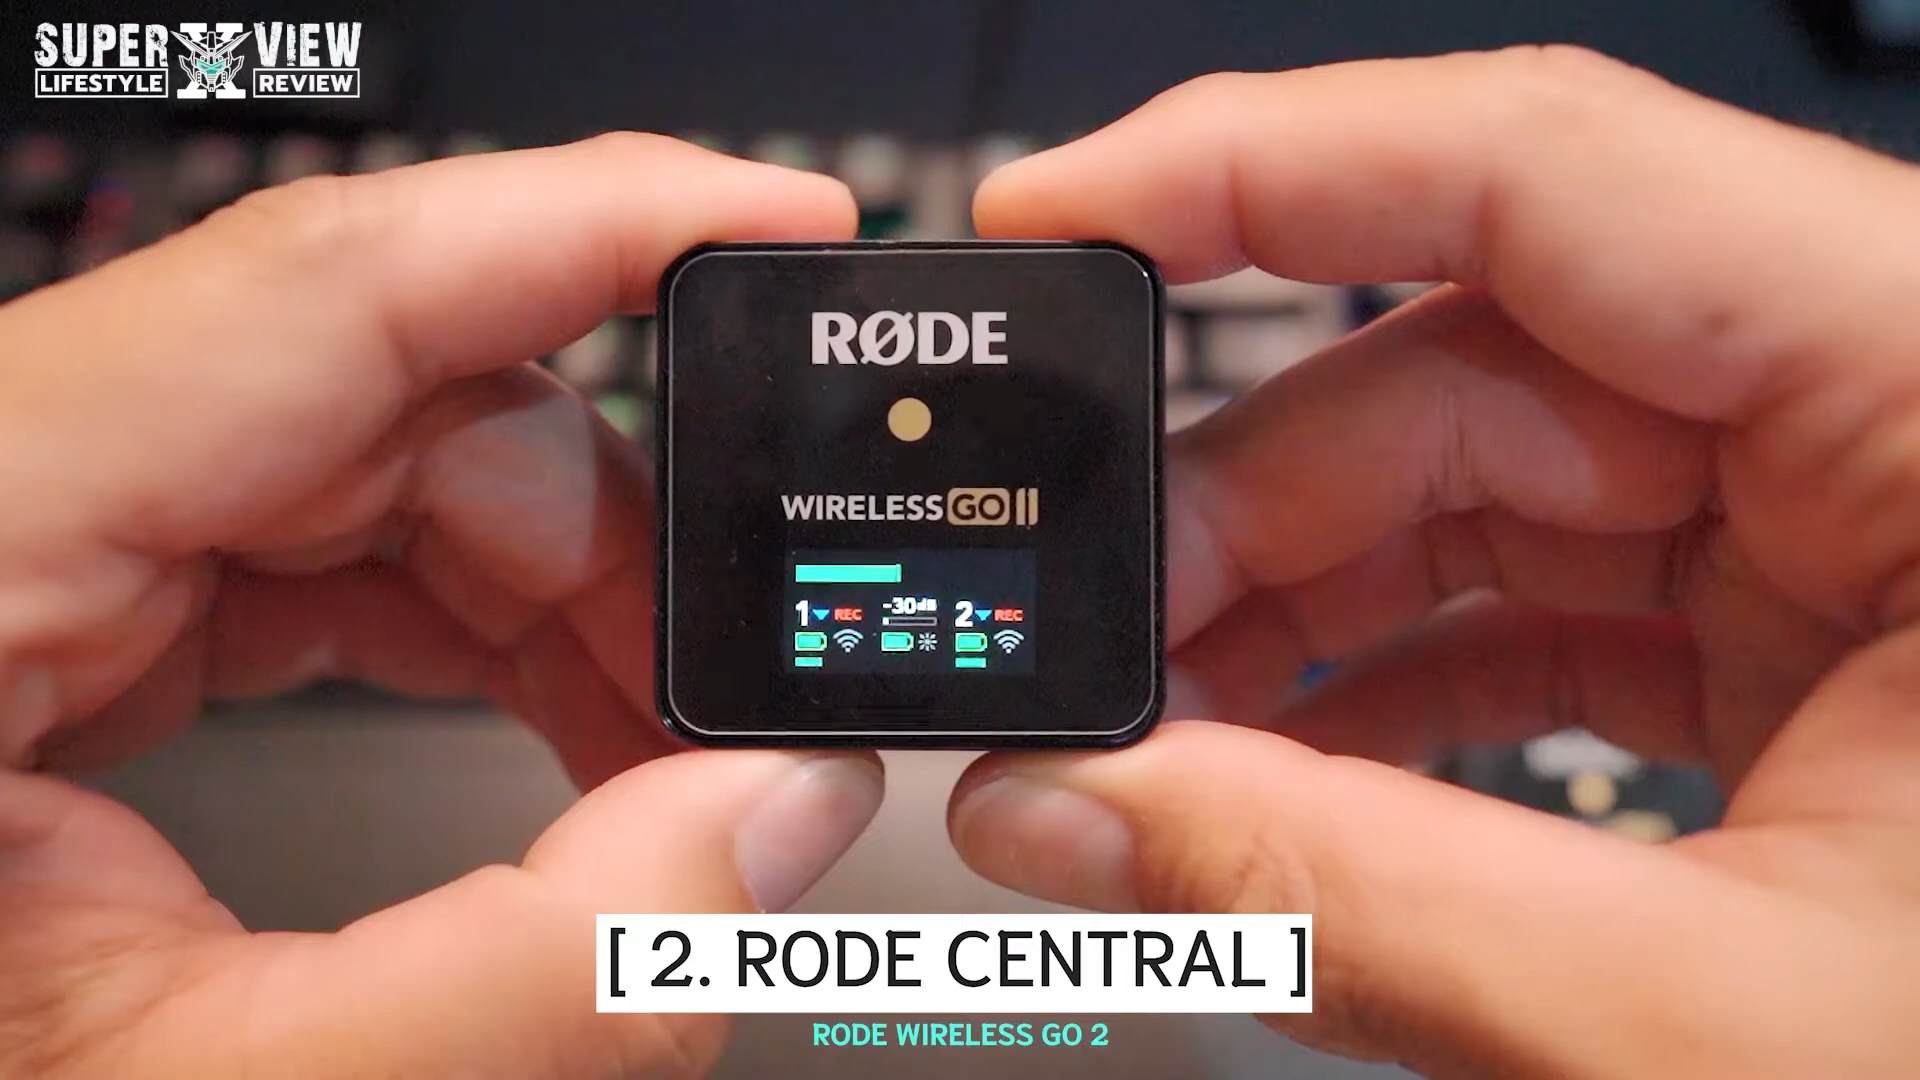 SUPER X VIEW
LIFESTYLE REVIEW
RØDE
WIRELESS GO II
-30dB
1 REC 2 REC
[ 2. RODE CENTRAL ]
RODE WIRELESS GO 2